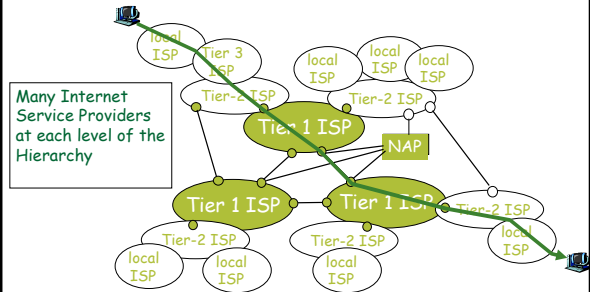 local
ISP
Tier 3
ISP
local
ISP
local
ISP
local
ISP
Tier-2 ISP
Tier-2 ISP
Many Internet
Service Providers
at each level of the
Hierarchy
Tier 1 ISP
NAP
Tier 1 ISP
Tier 1 ISP
Tier-2 ISP
Tier-2 ISP
Tier-2 ISP
local
ISP
local
ISP
local
ISP
local
ISP